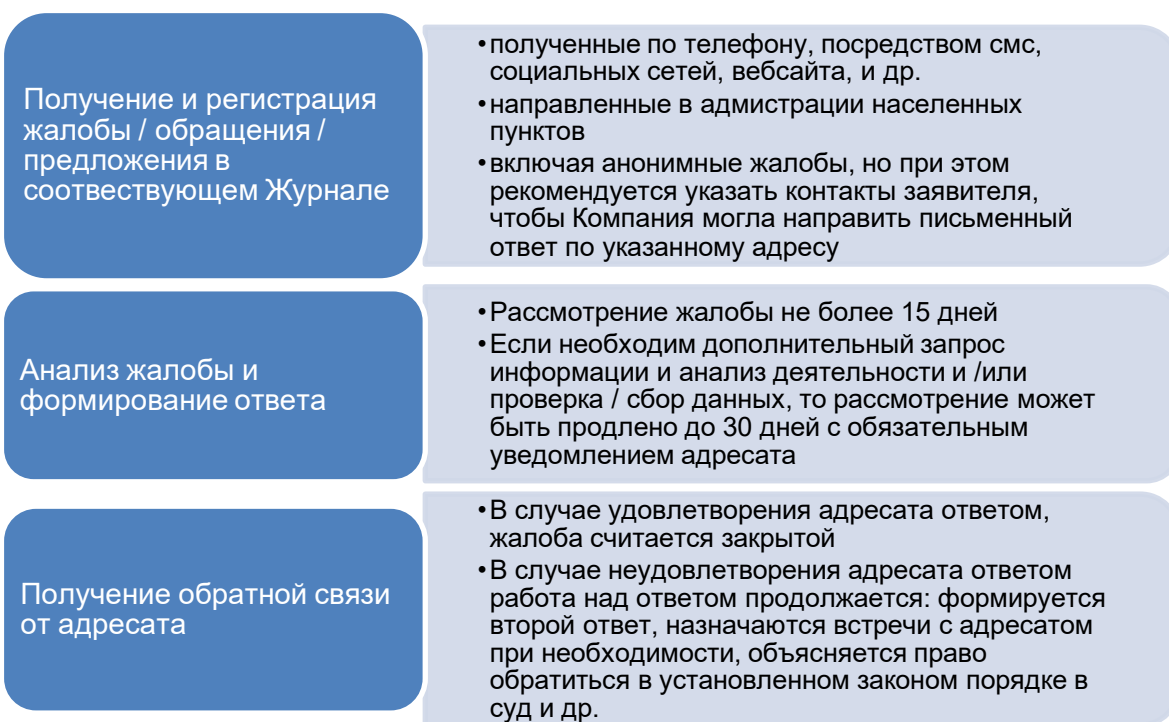 Получение и регистрация
жалобы / обращения /
предложения в
соотвествующем Журнале
•полученные по телефону, посредством смс,
социальных сетей, вебсайта, и др.
•направленные в адмистрации населенных
пунктов
•включая анонимные жалобы, но при этом
рекомендуется указать контакты заявителя,
чтобы Компания могла направить письменный
ответ по указанному адресу
Анализ жалобы и
формирование ответа
•Рассмотрение жалобы не более 15 дней
•Если необходим дополнительный запрос
информации и анализ деятельности и /или
проверка / сбор данных, то рассмотрение может
быть продлено до 30 дней с обязательным
уведомлением адресата
Получение обратной связи
от адресата
•В случае удовлетворения адресата ответом,
жалоба считается закрытой
•В случае неудовлетворения адресата ответом
работа над ответом продолжается: формируется
второй ответ, назначаются встречи с адресатом
при необходимости, объясняется право
обратиться в установленном законом порядке в
суд и др.